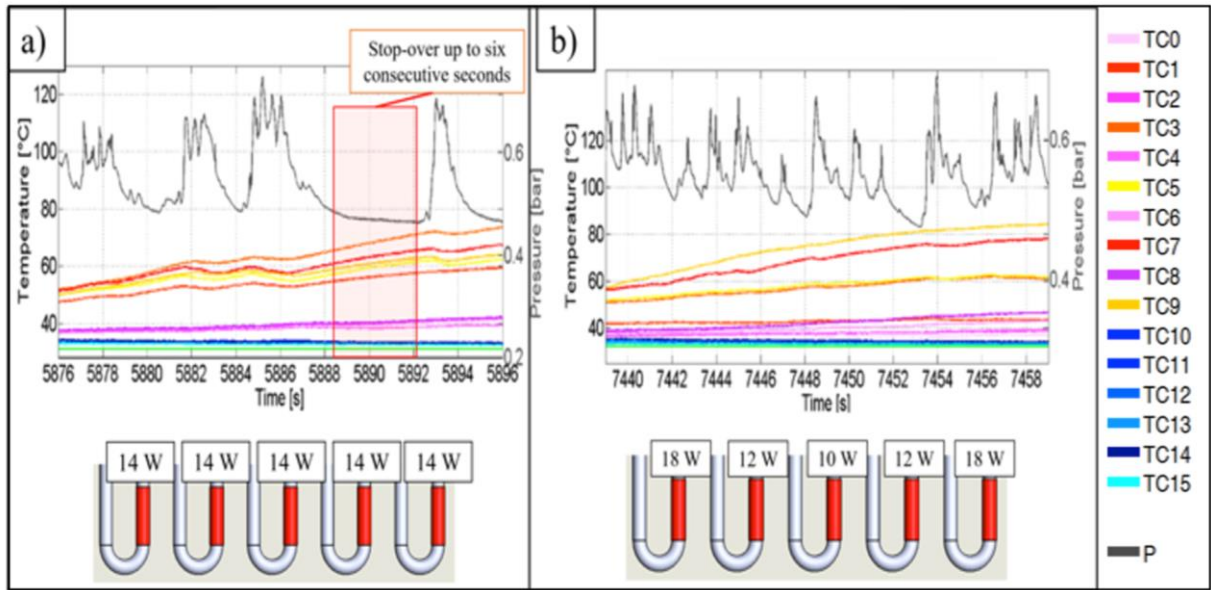 a)
Stop-over up to six
consecutive seconds
Temperature [°C]
120
100
80
60
40
0.6
0.4
0.2
Pressure [bar]
5876 5878 5880 5882 5884 5886 5888 5890 5892 5894 5896
Time [s]
14 W 14 W 14 W 14 W 14 W
b)
Temperature [°C]
120
100
80
60
40
0.6
0.4
Pressure [bar]
7440 7442 7444 7446 7448 7450 7452 7454 7456 7458
Time [s]
18 W 12 W 10 W 12 W 18 W
TC0
TC1
TC2
TC3
TC4
TC5
TC6
TC7
TC8
TC9
TC10
TC11
TC12
TC13
TC14
TC15
P